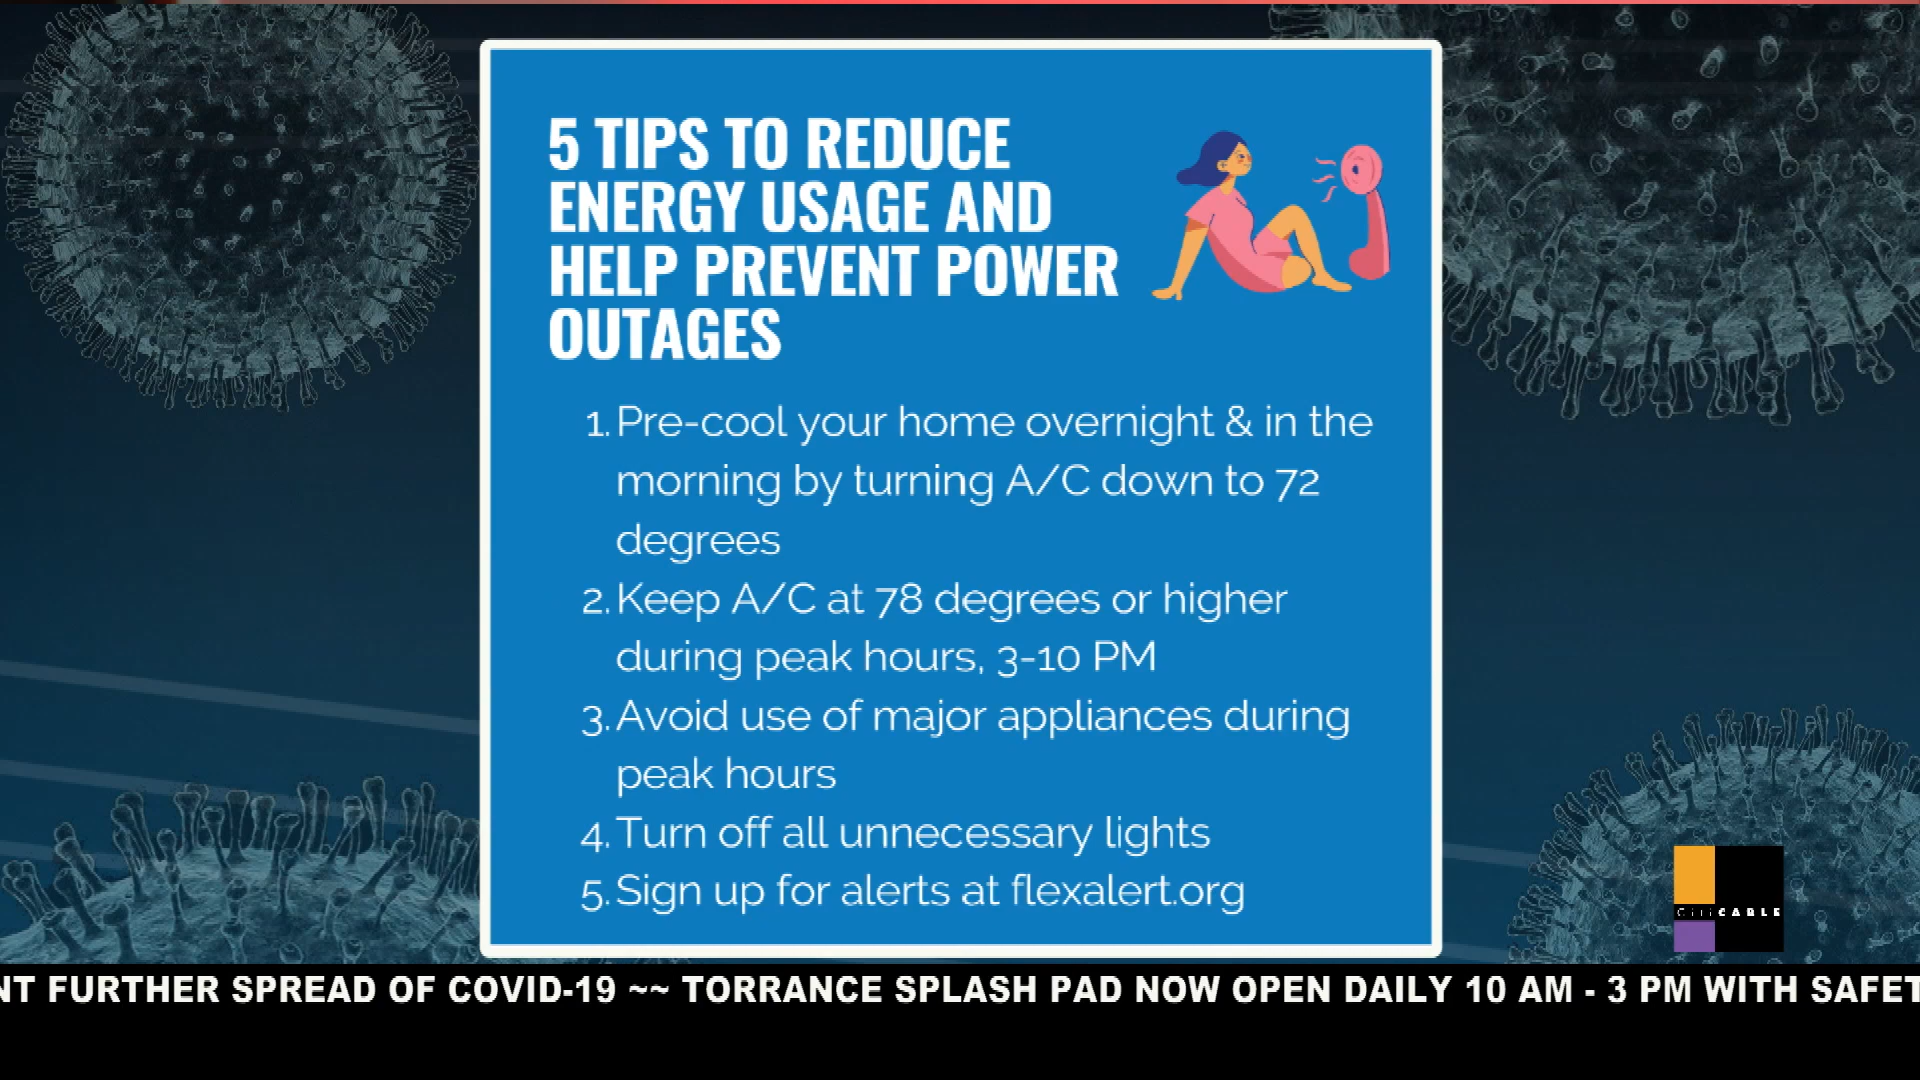 5 TIPS TO REDUCE
ENERGY USAGE AND
HELP PREVENT POWER
OUTAGES
1. Pre-cool your home overnight & in the
morning by turning A/C down to 72
degrees
2. Keep A/C at 78 degrees or higher
during peak hours, 3-10 PM
3. Avoid use of major appliances during
peak hours
4. Turn off all unnecessary lights
5. Sign up for alerts at flexalert.org
CITICABLE
NT FURTHER SPREAD OF COVID-19 ~~ TORRANCE SPLASH PAD NOW OPEN DAILY 10 AM - 3 PM WITH SAFET